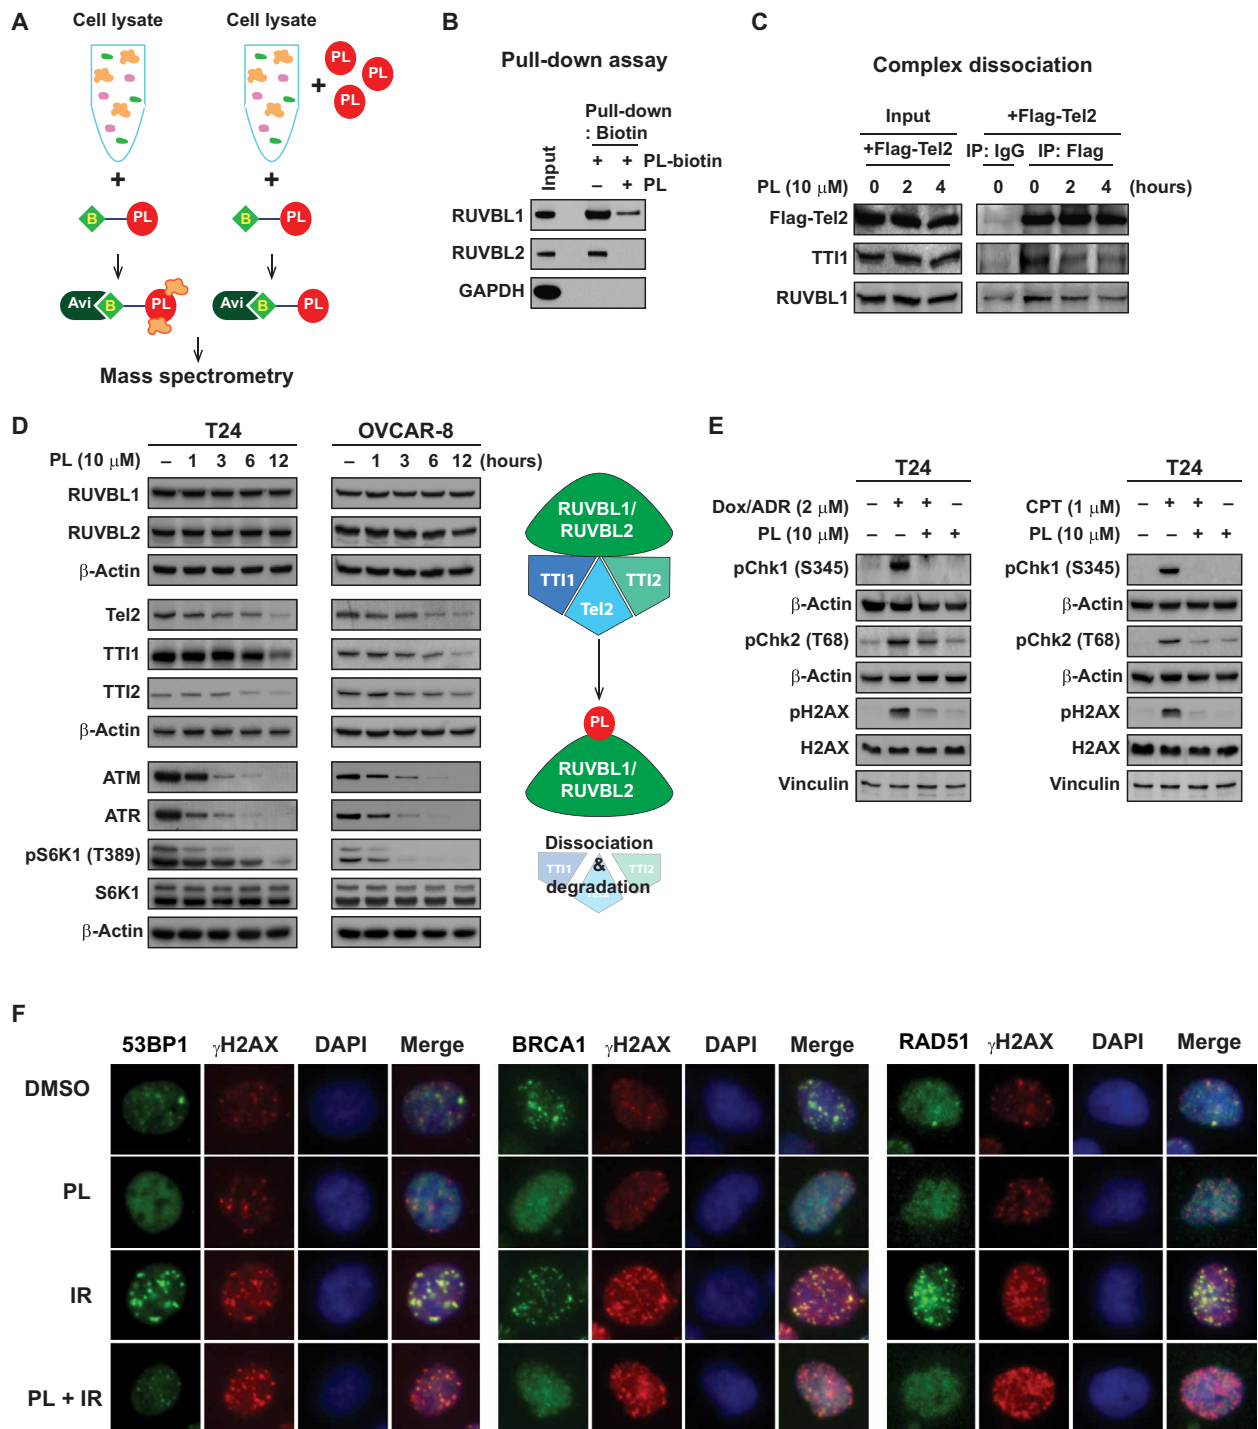 A
Cell lysate
Cell lysate
PL
PL
PL
+
+
+
B
PL
B
PL
Avi
B
PL
Avi
B
PL
Mass spectrometry
B
Pull-down assay
Pull-down
: Biotin
Input
+ + PL-biotin
– + PL
RUVBL1
RUVBL2
GAPDH
C
Complex dissociation
Input
+Flag-Tel2
+Flag-Tel2
IP: IgG
IP: Flag
PL (10 μM) 0 2 4 0 0 2 4 (hours)
Flag-Tel2
TTI1
RUVBL1
D
T24
OVCAR-8
PL (10 μM) – 1 3 6 12 – 1 3 6 12 (hours)
RUVBL1
RUVBL2
β-Actin
Tel2
TTI1
TTI2
β-Actin
ATM
ATR
pS6K1 (T389)
S6K1
β-Actin
RUVBL1/
RUVBL2
TTI1
TTI2
Tel2
PL
RUVBL1/
RUVBL2
Dissociation
&
degradation
TTI1
TTI2
E
T24
Dox/ADR (2 μM) – + + –
PL (10 μM) – – + +
pChk1 (S345)
β-Actin
pChk2 (T68)
β-Actin
pH2AX
H2AX
Vinculin
T24
CPT (1 μM) – + + –
PL (10 μM) – – + +
pChk1 (S345)
β-Actin
pChk2 (T68)
β-Actin
pH2AX
H2AX
Vinculin
F
53BP1 γH2AX DAPI Merge
BRCA1 γH2AX DAPI Merge
RAD51 γH2AX DAPI Merge
DMSO
PL
IR
PL + IR